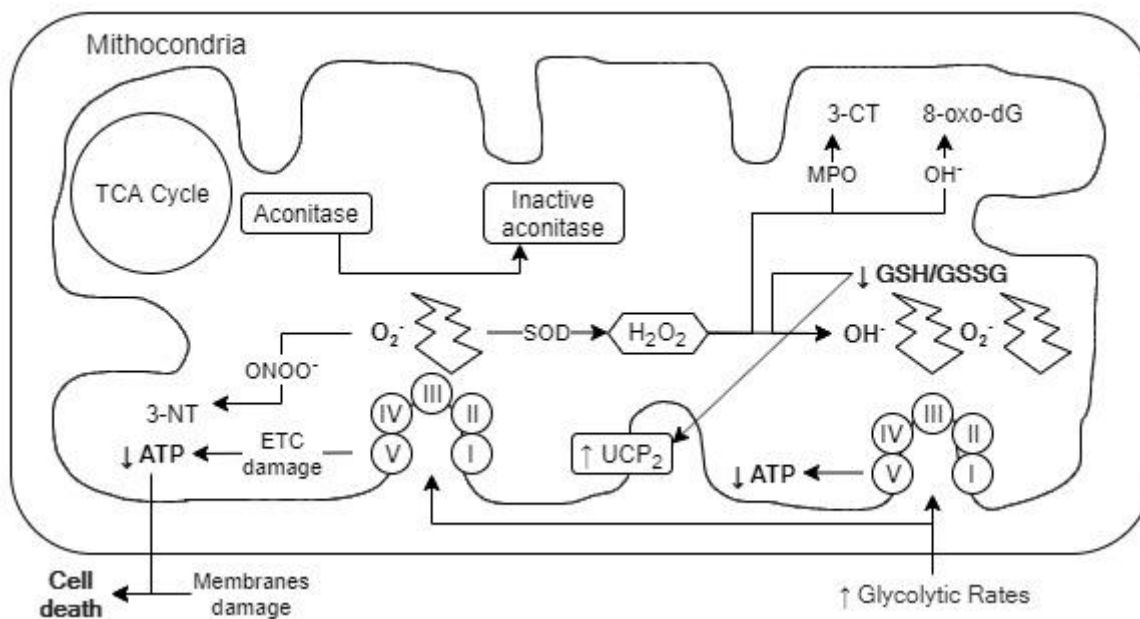 Mithocondria
3-CT
8-oxo-dG
MPO
OH⁻
TCA Cycle
Aconitase
Inactive
aconitase
↓ GSH/GSSG
O₂⁻
SOD
H₂O₂
OH⁻
O₂⁻
ONOO⁻
3-NT
III
IV
II
V
I
ETC
damage
↓ ATP
↑ UCP₂
↓ ATP
III
IV
II
V
I
Cell
death
Membranes
damage
↑ Glycolytic Rates